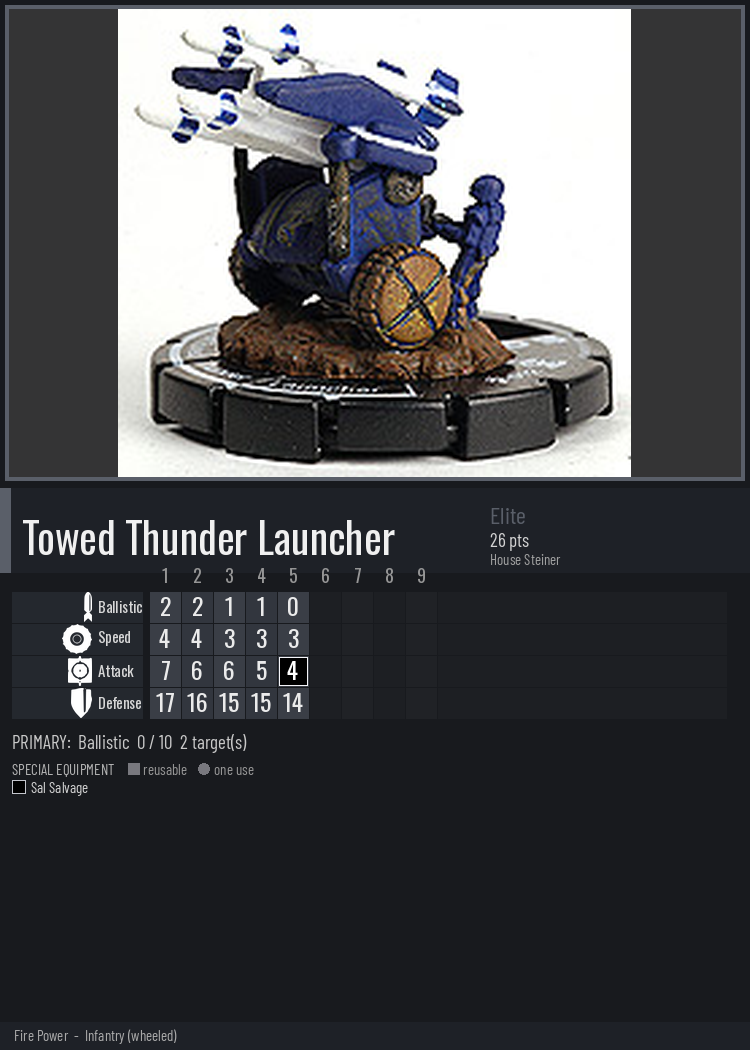 Launcher
Towed Thunder Launcher
Elite
26 pts
House Steiner
1 2 3 4 5 6 7 8 9
Ballistic 2 2 1 1 0
Speed 4 4 3 3 3
Attack 7 6 6 5 4
Defense 17 16 15 15 14
PRIMARY: Ballistic 0 / 10 2 target(s)
SPECIAL EQUIPMENT reusable one use
Sal Salvage
Fire Power - Infantry (wheeled)